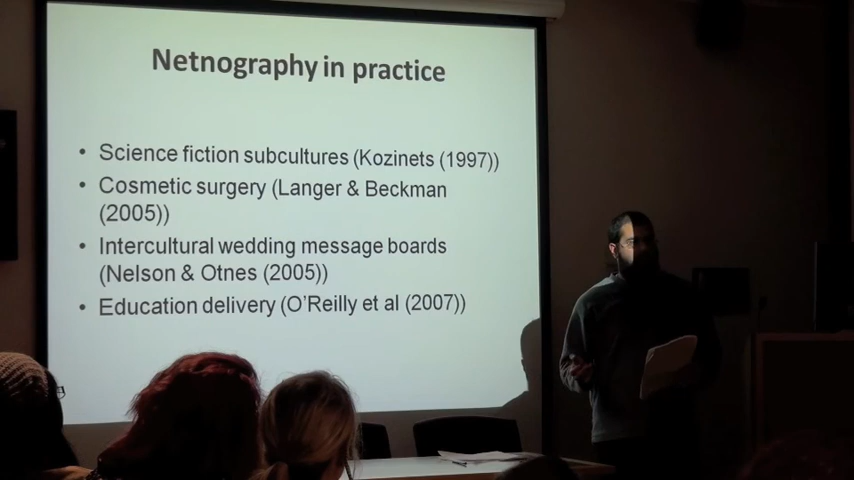 Netnography in practice
• Science fiction subcultures (Kozinets (1997))
• Cosmetic surgery (Langer & Beckman
(2005))
• Intercultural wedding message boards
(Nelson & Otnes (2005))
• Education delivery (O'Reilly et al (2007))